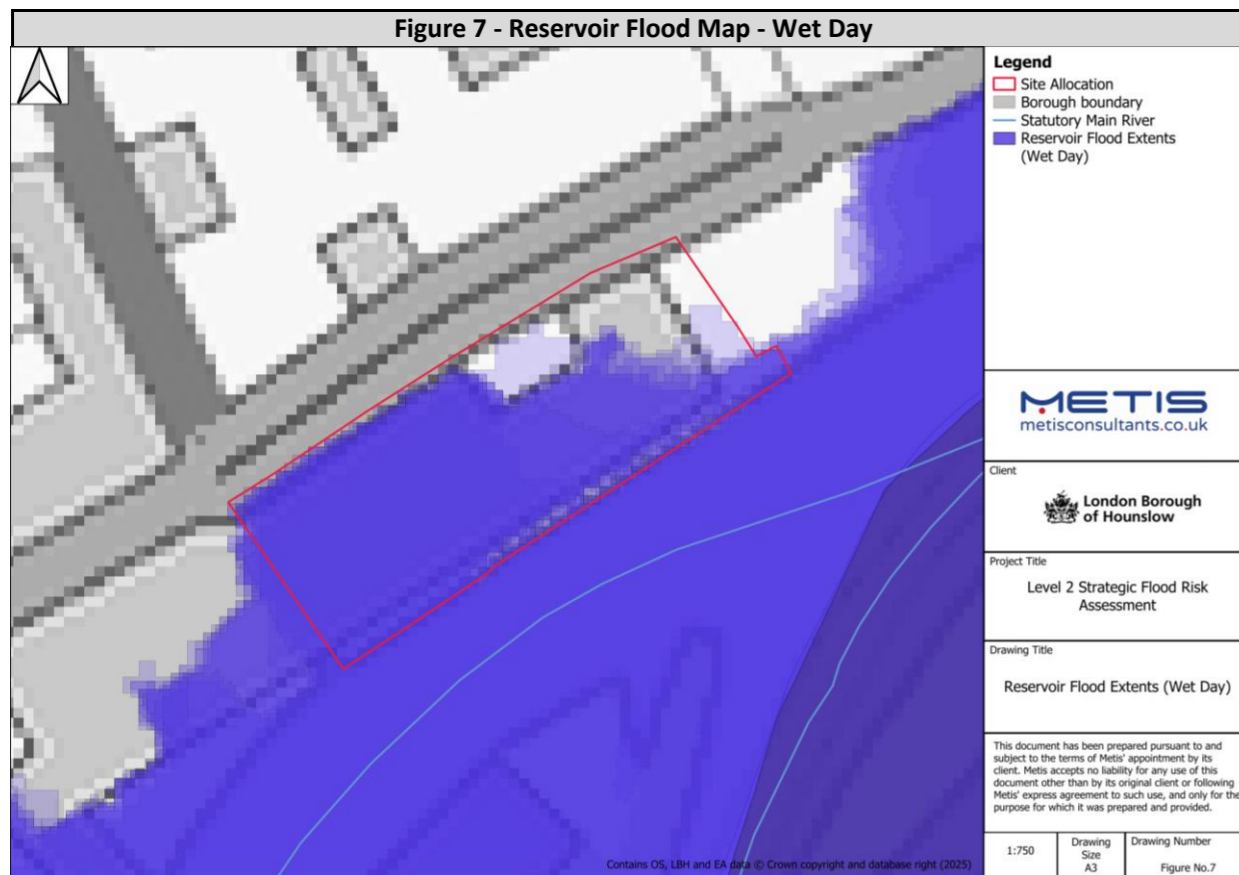 Figure 7 - Reservoir Flood Map - Wet Day
Legend
Site Allocation
Borough boundary
Statutory Main River
Reservoir Flood Extents
(Wet Day)
METIS
metisconsultants.co.uk
Client
London Borough
of Hounslow
Project Title
Level 2 Strategic Flood Risk
Assessment
Drawing Title
Reservoir Flood Extents (Wet Day)
This document has been prepared pursuant to and
subject to the terms of Metis' appointment by its
client. Metis accepts no liability for any use of this
document other than by its original client or following
Metis' express agreement to such use, and only for the
purpose for which it was prepared and provided.
1:750
Drawing
Size
A3
Drawing Number
Figure No.7
Contains OS, LBH and EA data © Crown copyright and database right (2025)